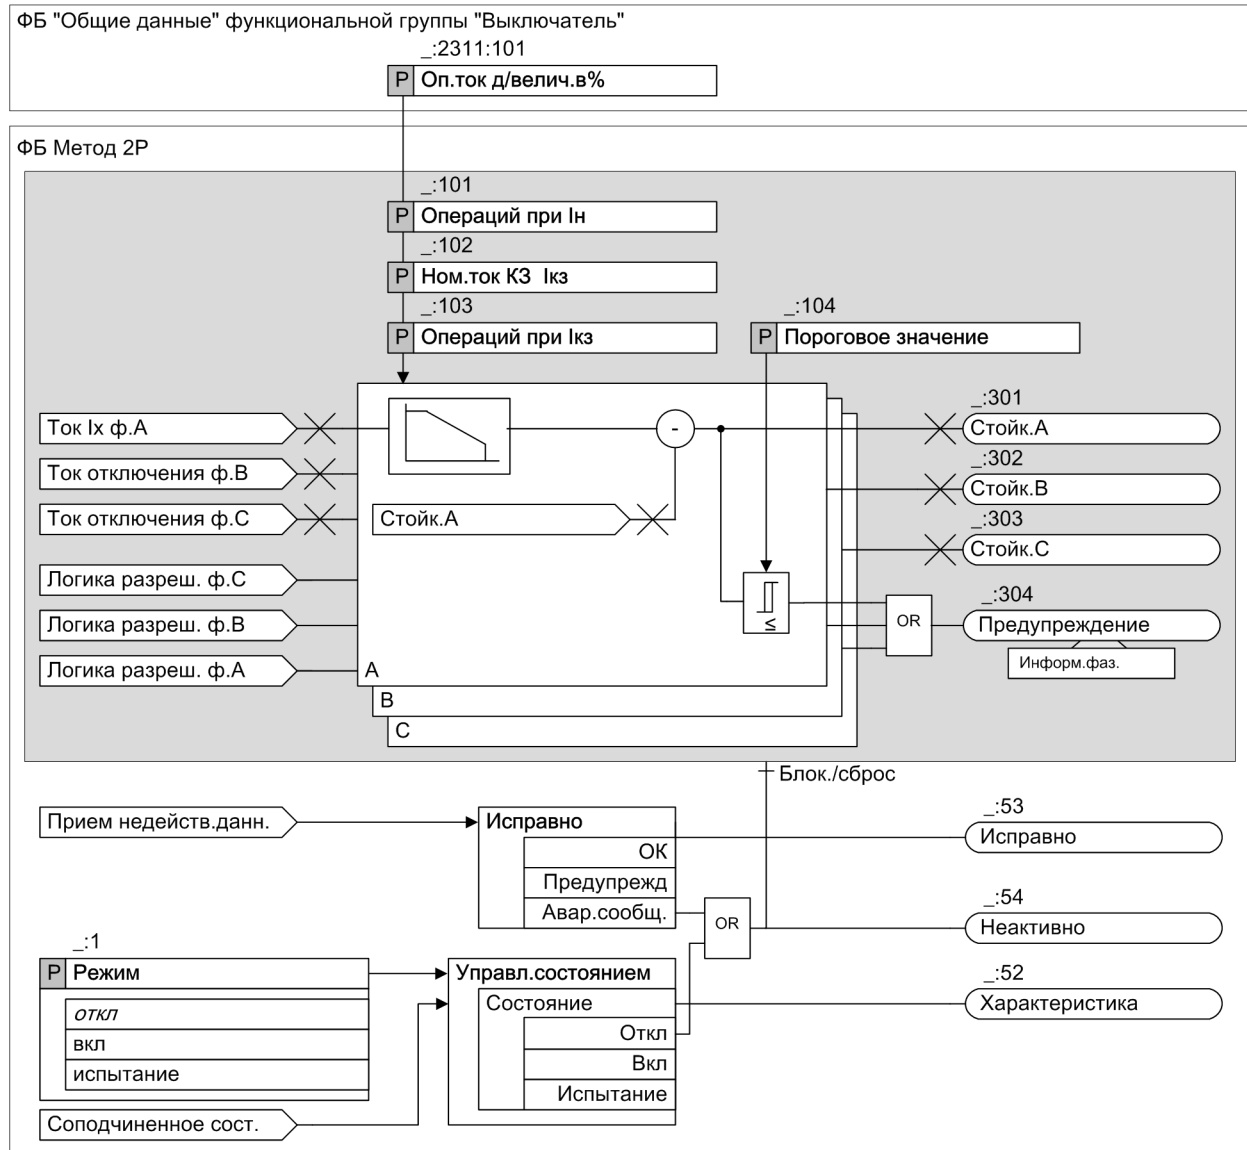 ФБ "Общие данные" функциональной группы "Выключатель"
_:2311:101
P Оп.ток д/велич.в%
ФБ Метод 2P
_:101
P Операций при Iн
_:102
P Ном.ток КЗ Iкз
_:103
P Операций при Iкз
_:104
P Пороговое значение
Ток Ix ф.A
Ток отключения ф.B
Ток отключения ф.C
Логика разреш. ф.C
Логика разреш. ф.B
Логика разреш. ф.A
-
Стойк.A
≤
A
B
C
OR
_:301
Стойк.A
_:302
Стойк.B
_:303
Стойк.C
_:304
Предупреждение
Информ.фаз.
Блок./сброс
Прием недейств.данн.
Исправно
ОК
Предупрежд
Авар.сообщ.
OR
_:53
Исправно
_:54
Неактивно
_:52
Характеристика
_:1
P Режим
откл
вкл
испытание
Соподчиненное сост.
Управл.состоянием
Состояние
Откл
Вкл
Испытание